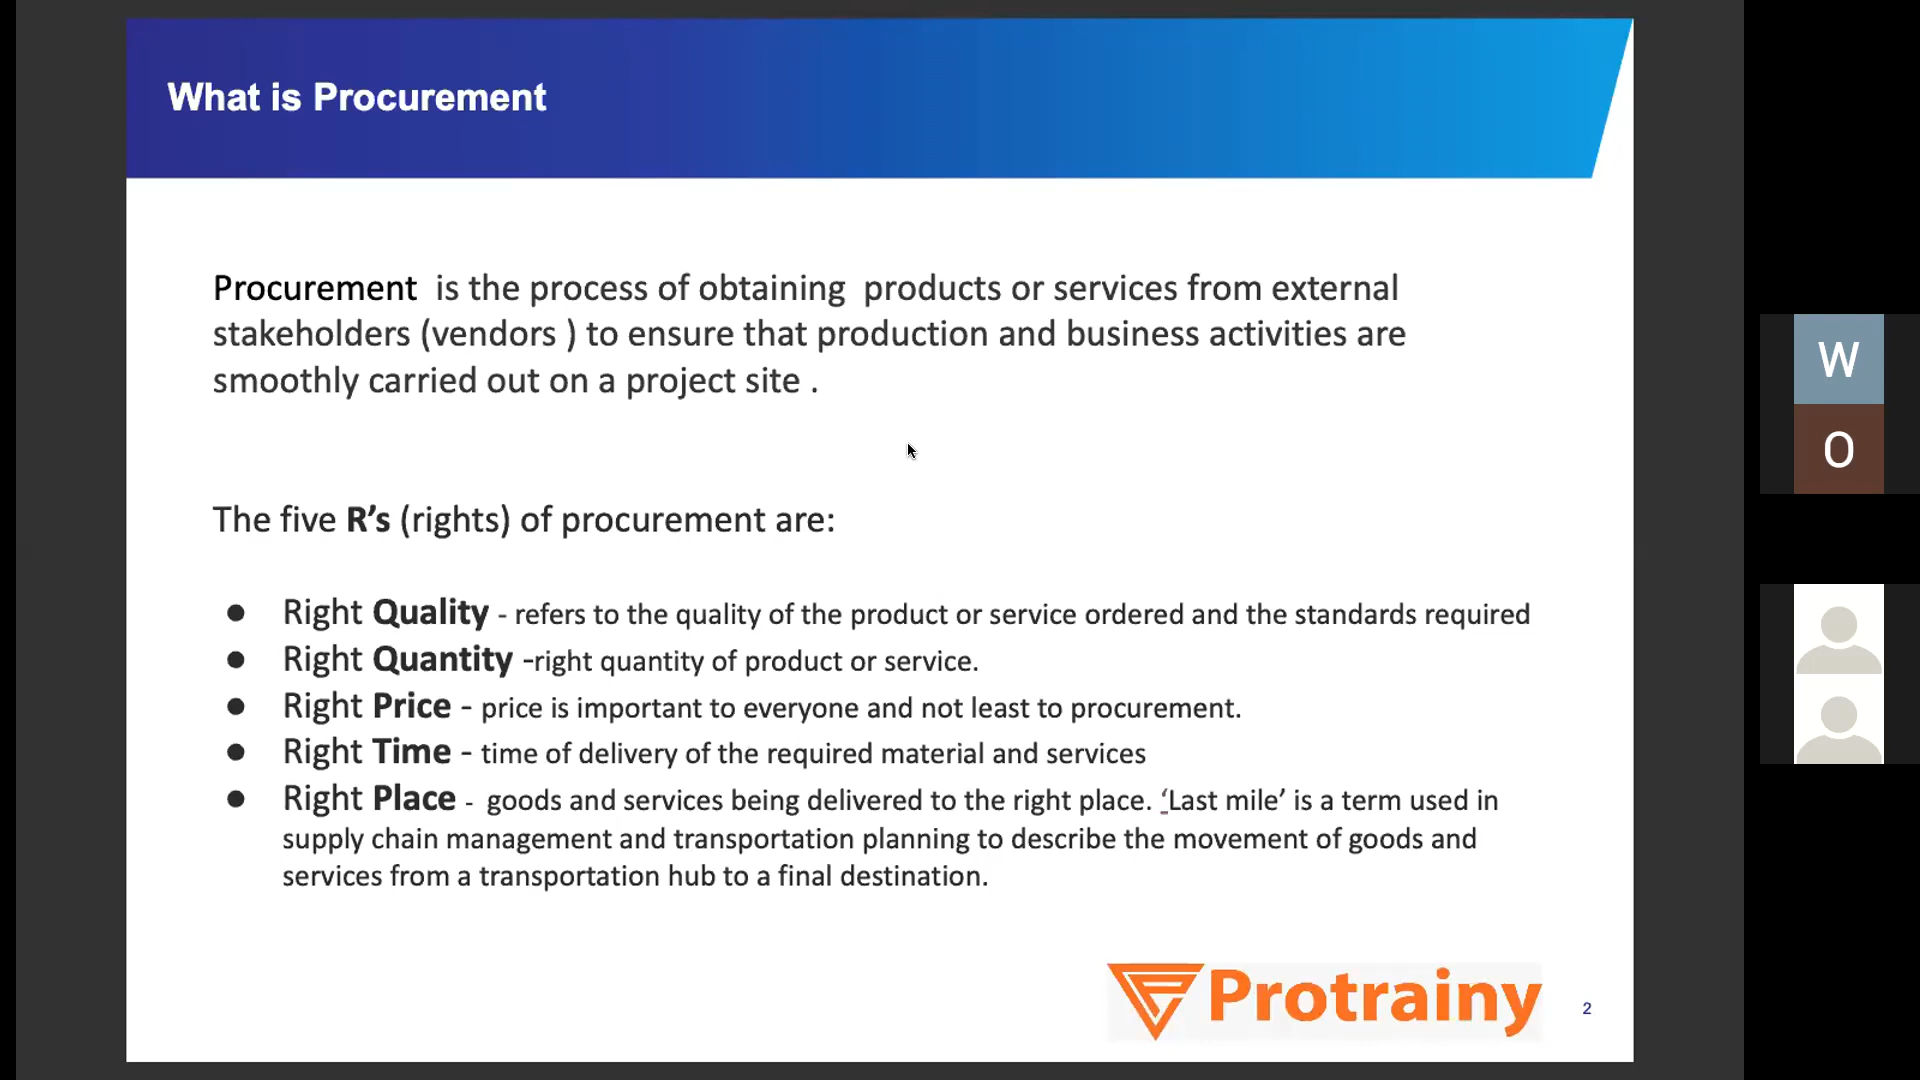 What is Procurement
Procurement is the process of obtaining products or services from external
stakeholders (vendors ) to ensure that production and business activities are
smoothly carried out on a project site .
The five R’s (rights) of procurement are:
● Right Quality - refers to the quality of the product or service ordered and the standards required
● Right Quantity -right quantity of product or service.
● Right Price - price is important to everyone and not least to procurement.
● Right Time - time of delivery of the required material and services
● Right Place - goods and services being delivered to the right place. ‘Last mile’ is a term used in
supply chain management and transportation planning to describe the movement of goods and
services from a transportation hub to a final destination.
Protrainy
2
W
O